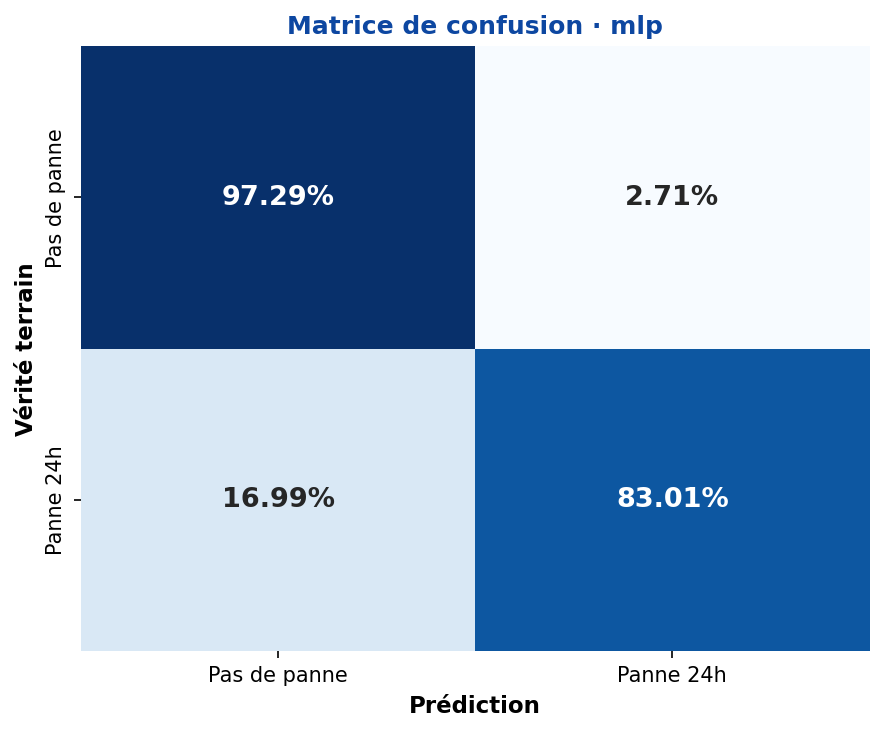 Matrice de confusion · mlp
Vérité terrain
Pas de panne
97.29%
2.71%
Panne 24h
16.99%
83.01%
Pas de panne
Panne 24h
Prédiction